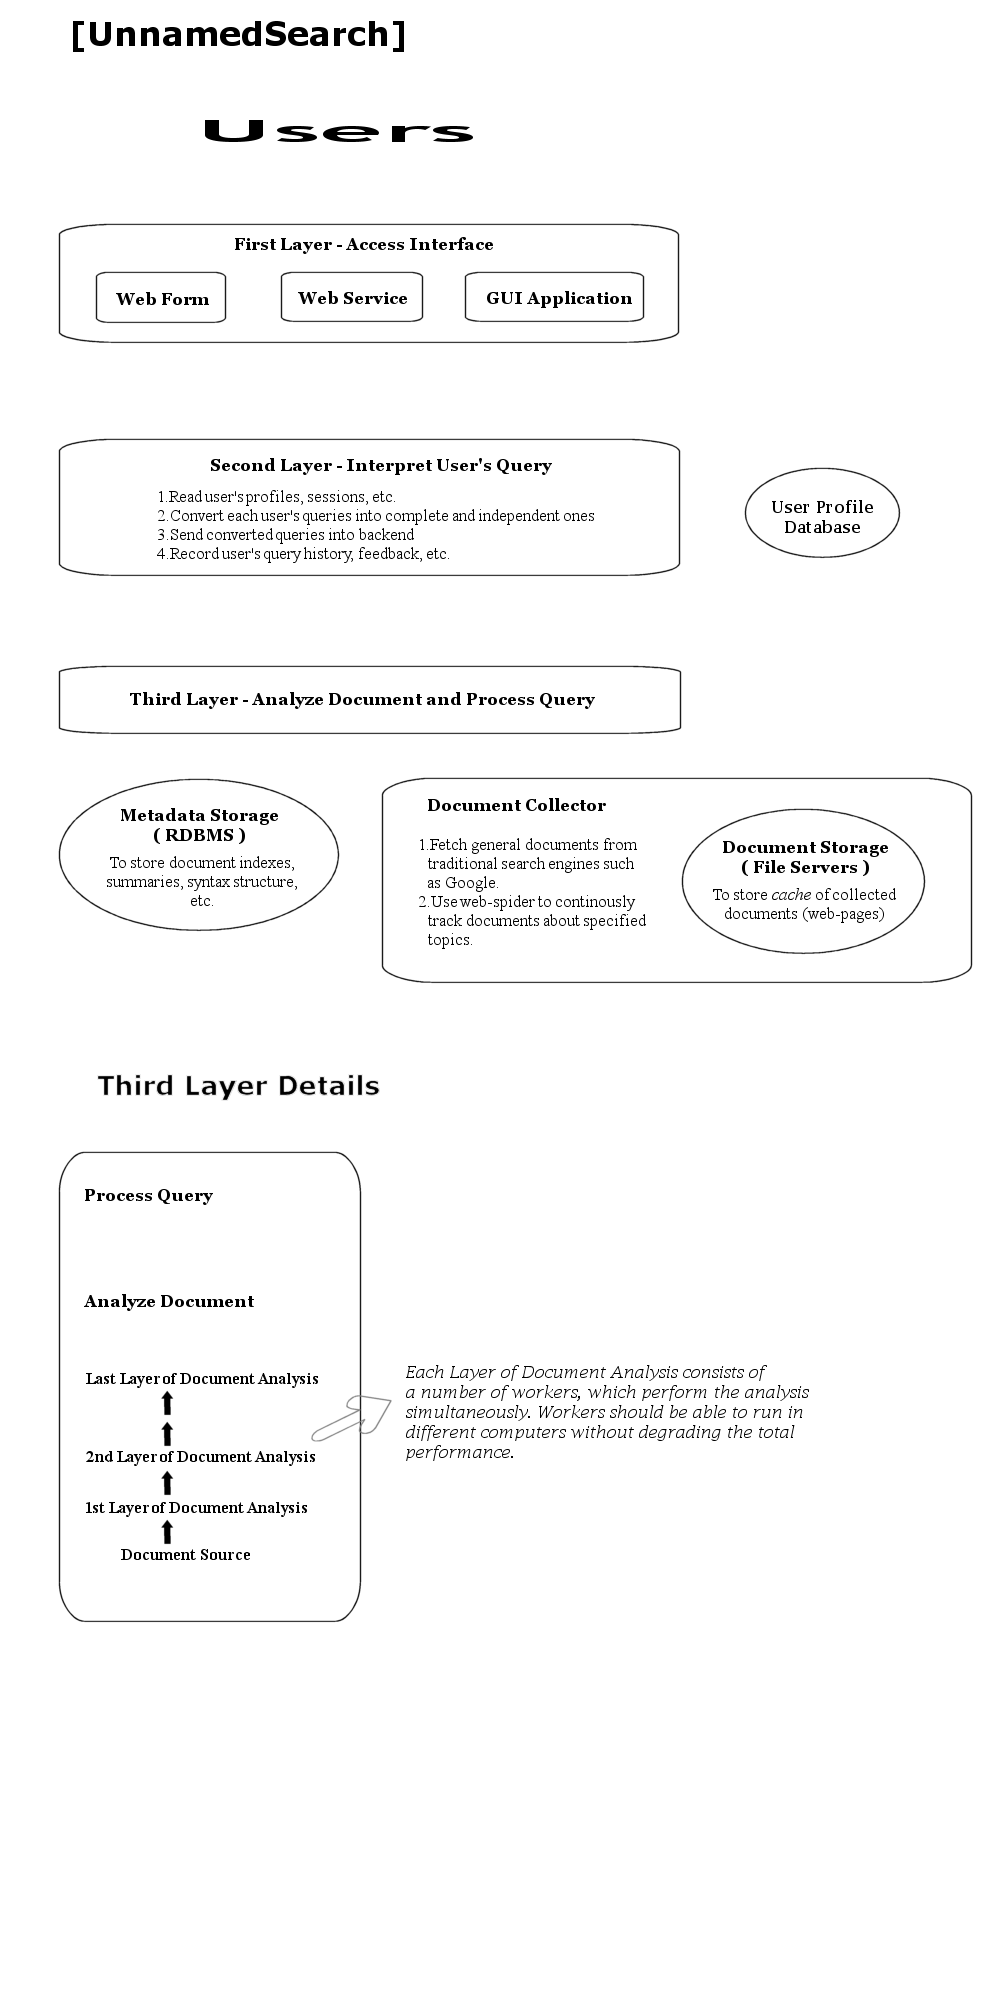 [UnnamedSearch]
Users
First Layer - Access Interface
Web Form
Web Service
GUI Application
Second Layer - Interpret User's Query
1.Read user's profiles, sessions, etc.
2.Convert each user's queries into complete and independent ones
3.Send converted queries into backend
4.Record user's query history, feedback, etc.
User Profile
Database
Third Layer - Analyze Document and Process Query
Metadata Storage
( RDBMS )
To store document indexes,
summaries, syntax structure,
etc.
Document Collector
1.Fetch general documents from
traditional search engines such
as Google.
2.Use web-spider to continously
track documents about specified
topics.
Document Storage
( File Servers )
To store cache of collected
documents (web-pages)
Third Layer Details
Process Query
Analyze Document
Last Layer of Document Analysis
2nd Layer of Document Analysis
1st Layer of Document Analysis
Document Source
Each Layer of Document Analysis consists of
a number of workers, which perform the analysis
simultaneously. Workers should be able to run in
different computers without degrading the total
performance.